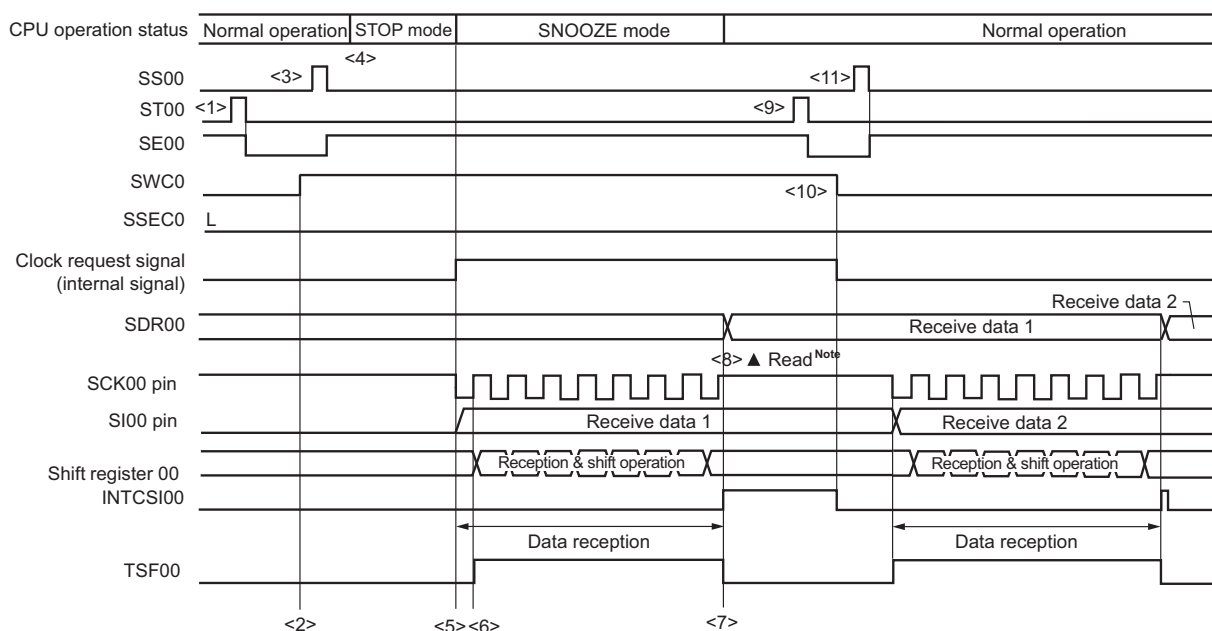 CPU operation status Normal operation STOP mode SNOOZE mode Normal operation
<4>
SS00 <3> <11>
ST00 <1> <9>
SE00
SWC0 <10>
SSEC0 L
Clock request signal
(internal signal)
Receive data 2
SDR00 Receive data 1
<8> ▲ Read Note
SCK00 pin
SI00 pin Receive data 1 Receive data 2
Shift register 00 Reception & shift operation Reception & shift operation
INTCSI00
Data reception Data reception
TSF00
<2> <5> <6> <7>